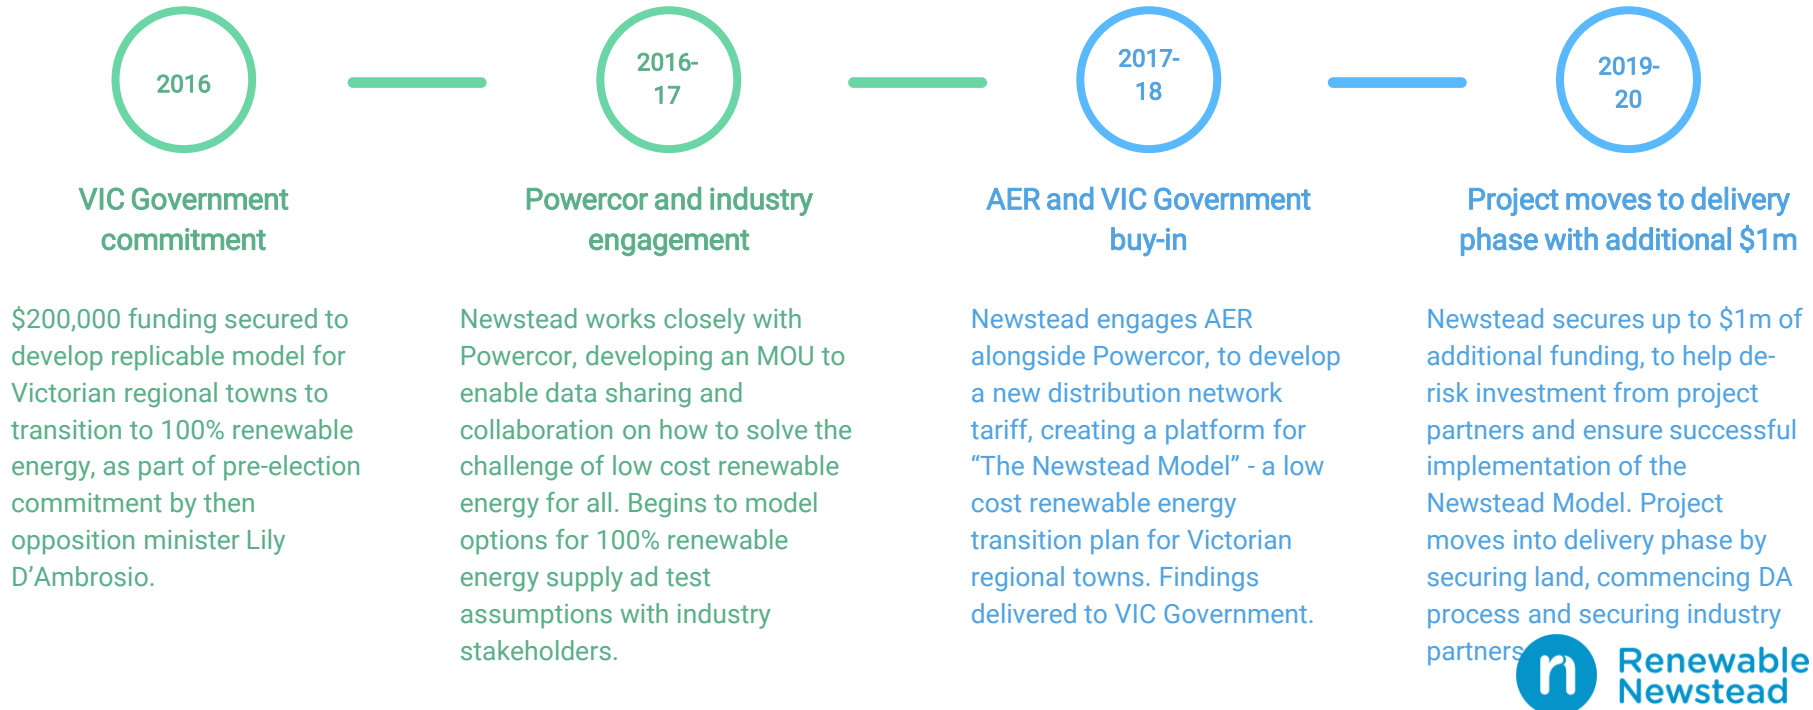 2016
VIC Government
commitment
$200,000 funding secured to
develop replicable model for
Victorian regional towns to
transition to 100% renewable
energy, as part of pre-election
commitment by then
opposition minister Lily
D’Ambrosio.
2016-
17
Powercor and industry
engagement
Newstead works closely with
Powercor, developing an MOU to
enable data sharing and
collaboration on how to solve the
challenge of low cost renewable
energy for all. Begins to model
options for 100% renewable
energy supply ad test
assumptions with industry
stakeholders.
2017-
18
AER and VIC Government
buy-in
Newstead engages AER
alongside Powercor, to develop
a new distribution network
tariff, creating a platform for
“The Newstead Model” - a low
cost renewable energy
transition plan for Victorian
regional towns. Findings
delivered to VIC Government.
2019-
20
Project moves to delivery
phase with additional $1m
Newstead secures up to $1m of
additional funding, to help de-
risk investment from project
partners and ensure successful
implementation of the
Newstead Model. Project
moves into delivery phase by
securing land, commencing DA
process and securing industry
partners
n
Renewable
Newstead